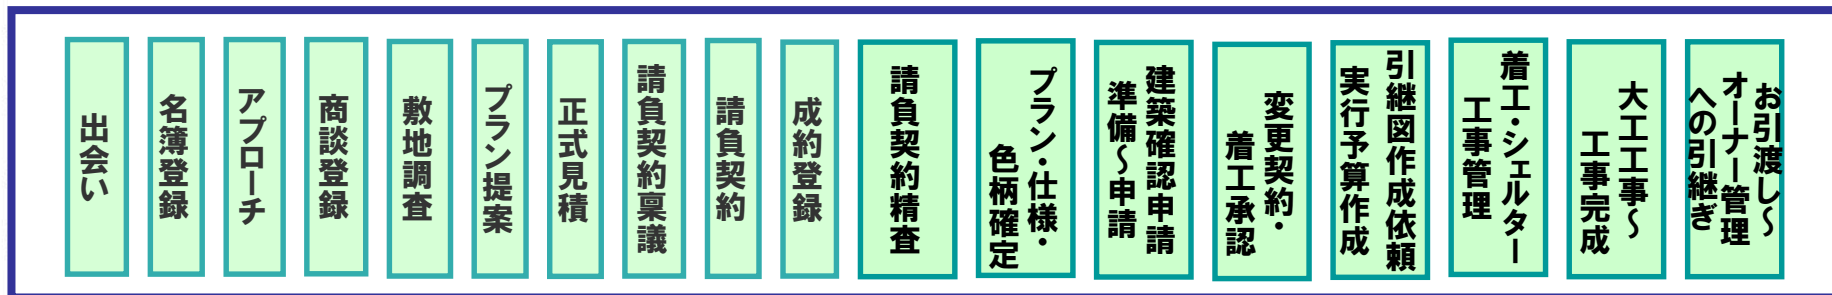 出会い
名簿登録
アプローチ
商談登録
敷地調査
プラン提案
正式見積
請負契約稟議
請負契約
成約登録
請負契約精査
プラン・仕様・
色柄確定
建築確認申請
準備～申請
変更契約・
着工承認
引継図作成依頼
実行予算作成
着工・シェルター
工事管理
大工工事～
工事完成
お引渡し～
オーナー管理
への引継ぎ